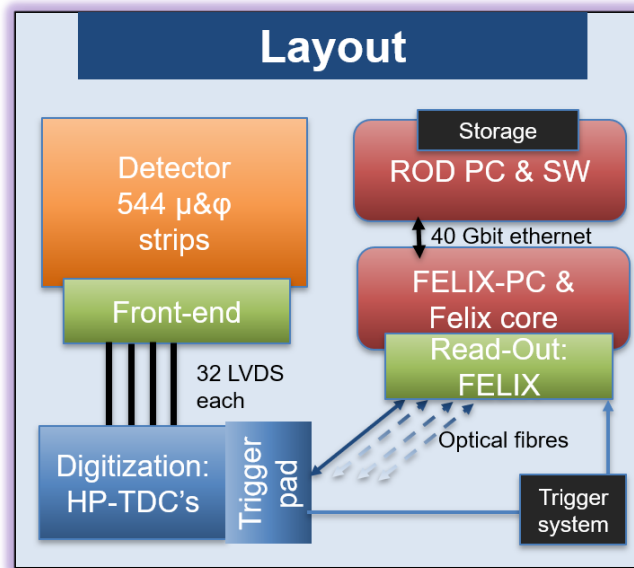 Layout
Detector
544 μ&φ
strips
Front-end
32 LVDS
each
Digitization:
HP-TDC's
Trigger
pad
Storage
ROD PC & SW
40 Gbit ethernet
FELIX-PC &
Felix core
Read-Out:
FELIX
Optical fibres
Trigger
system